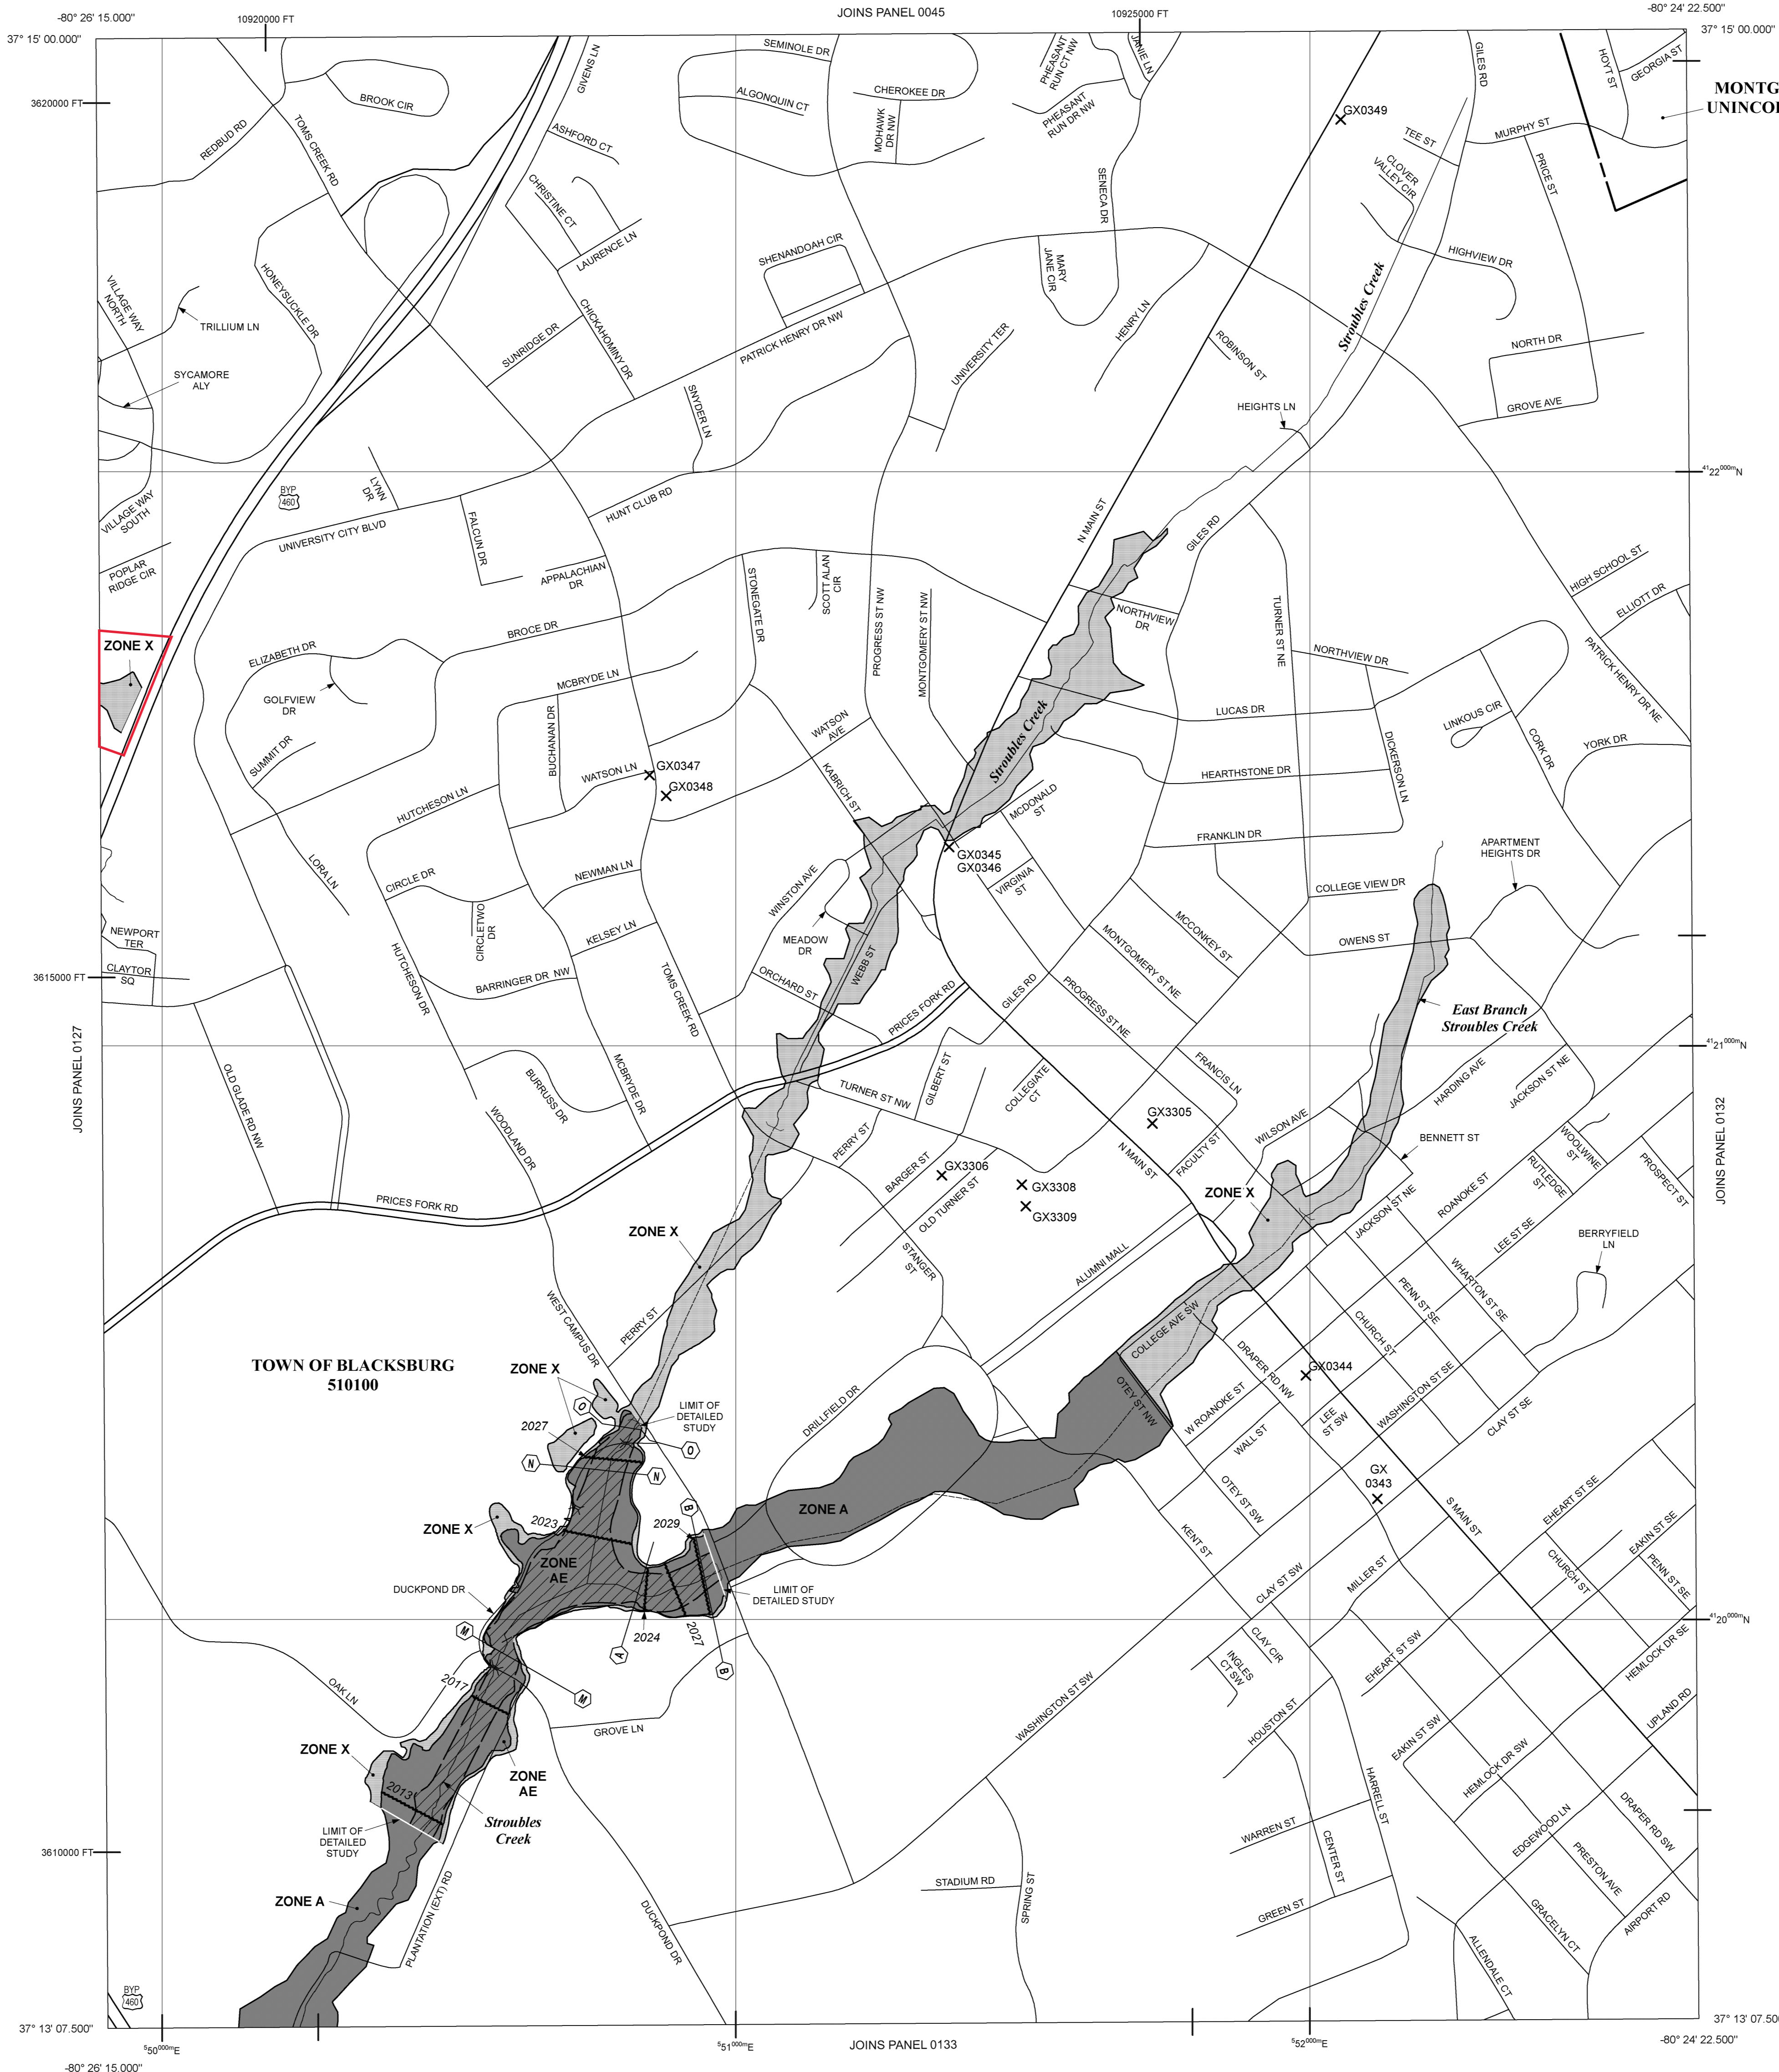 -80° 26' 15.000"
10920000 FT
JOINS PANEL 0045
10925000 FT
-80° 24' 22.500"
37° 15' 00.000"
37° 15' 00.000"
3620000 FT
MONTG
UNINCO
GIVENS LN
SEMINOLE DR
PHEASANT
RUN CT NW
JANIE LN
GILES RD
HOYT ST
GEORGIA ST
BROOK CIR
ALGONQUIN CT
CHEROKEE DR
MOHAWK
DR NW
PHEASANT
RUN DR NW
GX0349
REDBUD RD
TOMS CREEK RD
ASHFORD CT
TEE ST
MURPHY ST
CLOVER
VALLEY CIR
PRICE ST
CHRISTINE CT
LAURENCE LN
SENECA DR
SHENANDOAH CIR
MARY
JANE CIR
HIGHVIEW DR
VILLAGE WAY
NORTH
HONEYSUCKLE DR
TRILLIUM LN
CHICKAHOMINY DR
SUNRIDGE DR
PATRICK HENRY DR NW
HENRY LN
Stroubles Creek
NORTH DR
SYCAMORE
ALY
UNIVERSITY TER
ROBINSON ST
SNYDER LN
HEIGHTS LN
GROVE AVE
4122000mN
LYNN
DR
BYP
460
VILLAGE WAY
SOUTH
HUNT CLUB RD
UNIVERSITY CITY BLVD
FALCUN DR
N MAIN ST
GILES RD
POPLAR
RIDGE CIR
APPALACHIAN
DR
STONEGATE DR
SCOTT ALAN
CIR
PROGRESS ST NW
MONTGOMERY ST NW
NORTHVIEW
DR
TURNER ST NE
HIGH SCHOOL ST
ELLIOTT DR
ZONE X
ELIZABETH DR
BROCE DR
NORTHVIEW DR
PATRICK HENRY DR NE
GOLFVIEW
DR
MCBRYDE LN
BUCHANAN DR
WATSON
AVE
LUCAS DR
LINKOUS CIR
SUMMIT DR
GX0347
WATSON LN
GX0348
KABRICH ST
Stroubles Creek
HEARTHSTONE DR
DICKERSON LN
CORK DR
YORK DR
HUTCHESON LN
MCDONALD
ST
FRANKLIN DR
LORA LN
CIRCLE DR
NEWMAN LN
WINSTON AVE
GX0345
GX0346
VIRGINIA
ST
APARTMENT
HEIGHTS DR
COLLEGE VIEW DR
NEWPORT
TER
CIRCLETWO
DR
KELSEY LN
MEADOW
DR
MCCONKEY ST
OWENS ST
CLAYTOR
SQ
HUTCHESON DR
BARRINGER DR NW
TOMS CREEK RD
ORCHARD ST
WEBB ST
MONTGOMERY ST NE
3615000 FT
PRICES FORK RD
GILES RD
PROGRESS ST NE
East Branch
Stroubles Creek
JOINS PANEL 0127
4121000mN
OLD GLADE RD NW
BURRUSS DR
MCBRYDE DR
WOODLAND DR
TURNER ST NW
GILBERT ST
COLLEGIATE
CT
FRANCIS LN
HARDING AVE
JACKSON ST NE
JOINS PANEL 0132
GX3305
WILSON AVE
BENNETT ST
PERRY ST
FACULTY ST
N MAIN ST
WOOLWINE
ST
RUTLEDGE
ST
PROSPECT ST
GX3306
BARGER ST
OLD TURNER ST
GX3308
GX3309
ZONE X
ROANOKE ST
PRICES FORK RD
JACKSON ST NE
ZONE X
STANGER
ST
ALUMNI MALL
LEE ST SE
BERRYFIELD
LN
WHARTON ST SE
PENN ST SE
WEST CAMPUS DR
PERRY ST
COLLEGE AVE SW
CHURCH ST
TOWN OF BLACKSBURG
510100
ZONE X
DRILLFIELD DR
OTEY ST NW
DRAPER RD NW
GX0344
WASHINGTON ST SE
W ROANOKE ST
LEE
ST SW
CLAY ST SE
O
LIMIT OF
DETAILED
STUDY
2027
O
N
N
WALL ST
GX
0343
OTEY ST SW
ZONE X
2023
B
2029
ZONE A
KENT ST
S MAIN ST
EHEART ST SE
EAKIN ST SE
ZONE
AE
DUCKPOND DR
LIMIT OF
DETAILED STUDY
CLAY ST SW
MILLER ST
CHURCH ST
PENN ST SE
4120000mN
M
A
2024
2027
B
CLAY CIR
INGLES
CT SW
EHEART ST SW
HEMLOCK DR SE
OAK LN
2017
M
GROVE LN
WASHINGTON ST SW
HOUSTON ST
UPLAND RD
ZONE X
ZONE
AE
EAKIN ST SW
HEMLOCK DR SW
2013
Stroubles
Creek
HARRELL ST
DRAPER RD SW
LIMIT OF
DETAILED
STUDY
WARREN ST
EDGEWOOD LN
3610000 FT
CENTER ST
PRESTON AVE
ZONE A
PLANTATION (EXT) RD
STADIUM RD
SPRING ST
GREEN ST
GRACELYN CT
AIRPORT RD
DUCKPOND DR
ALLENDALE CT
BYP
460
37° 13' 07.500"
37° 13' 07.500
550000mE
551000mE
JOINS PANEL 0133
552000mE
-80° 24' 22.500"
-80° 26' 15.000"